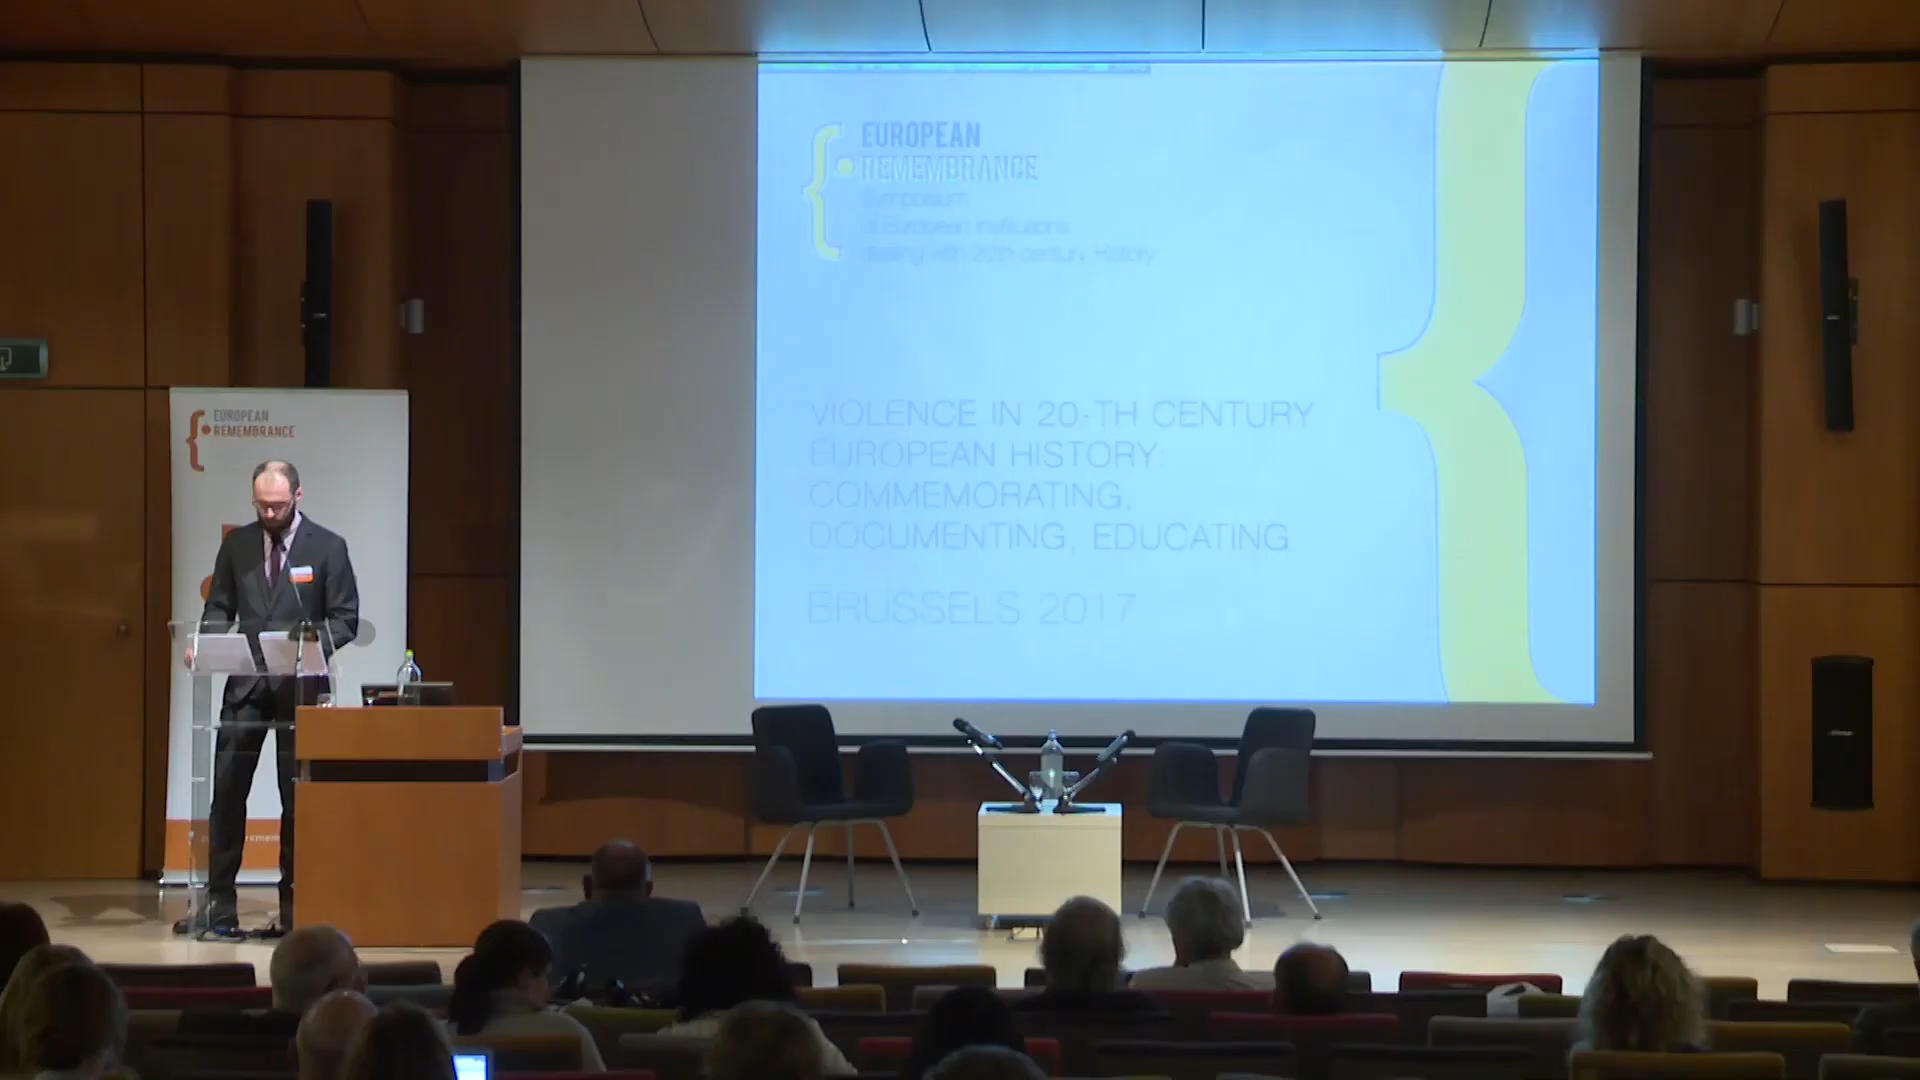 EUROPEAN
REMEMBRANCE
Symposium
of European institutions
dealing with 20th century History
VIOLENCE IN 20-TH CENTURY
EUROPEAN HISTORY:
COMMEMORATING,
DOCUMENTING, EDUCATING
BRUSSELS 2017
EUROPEAN
REMEMBRANCE